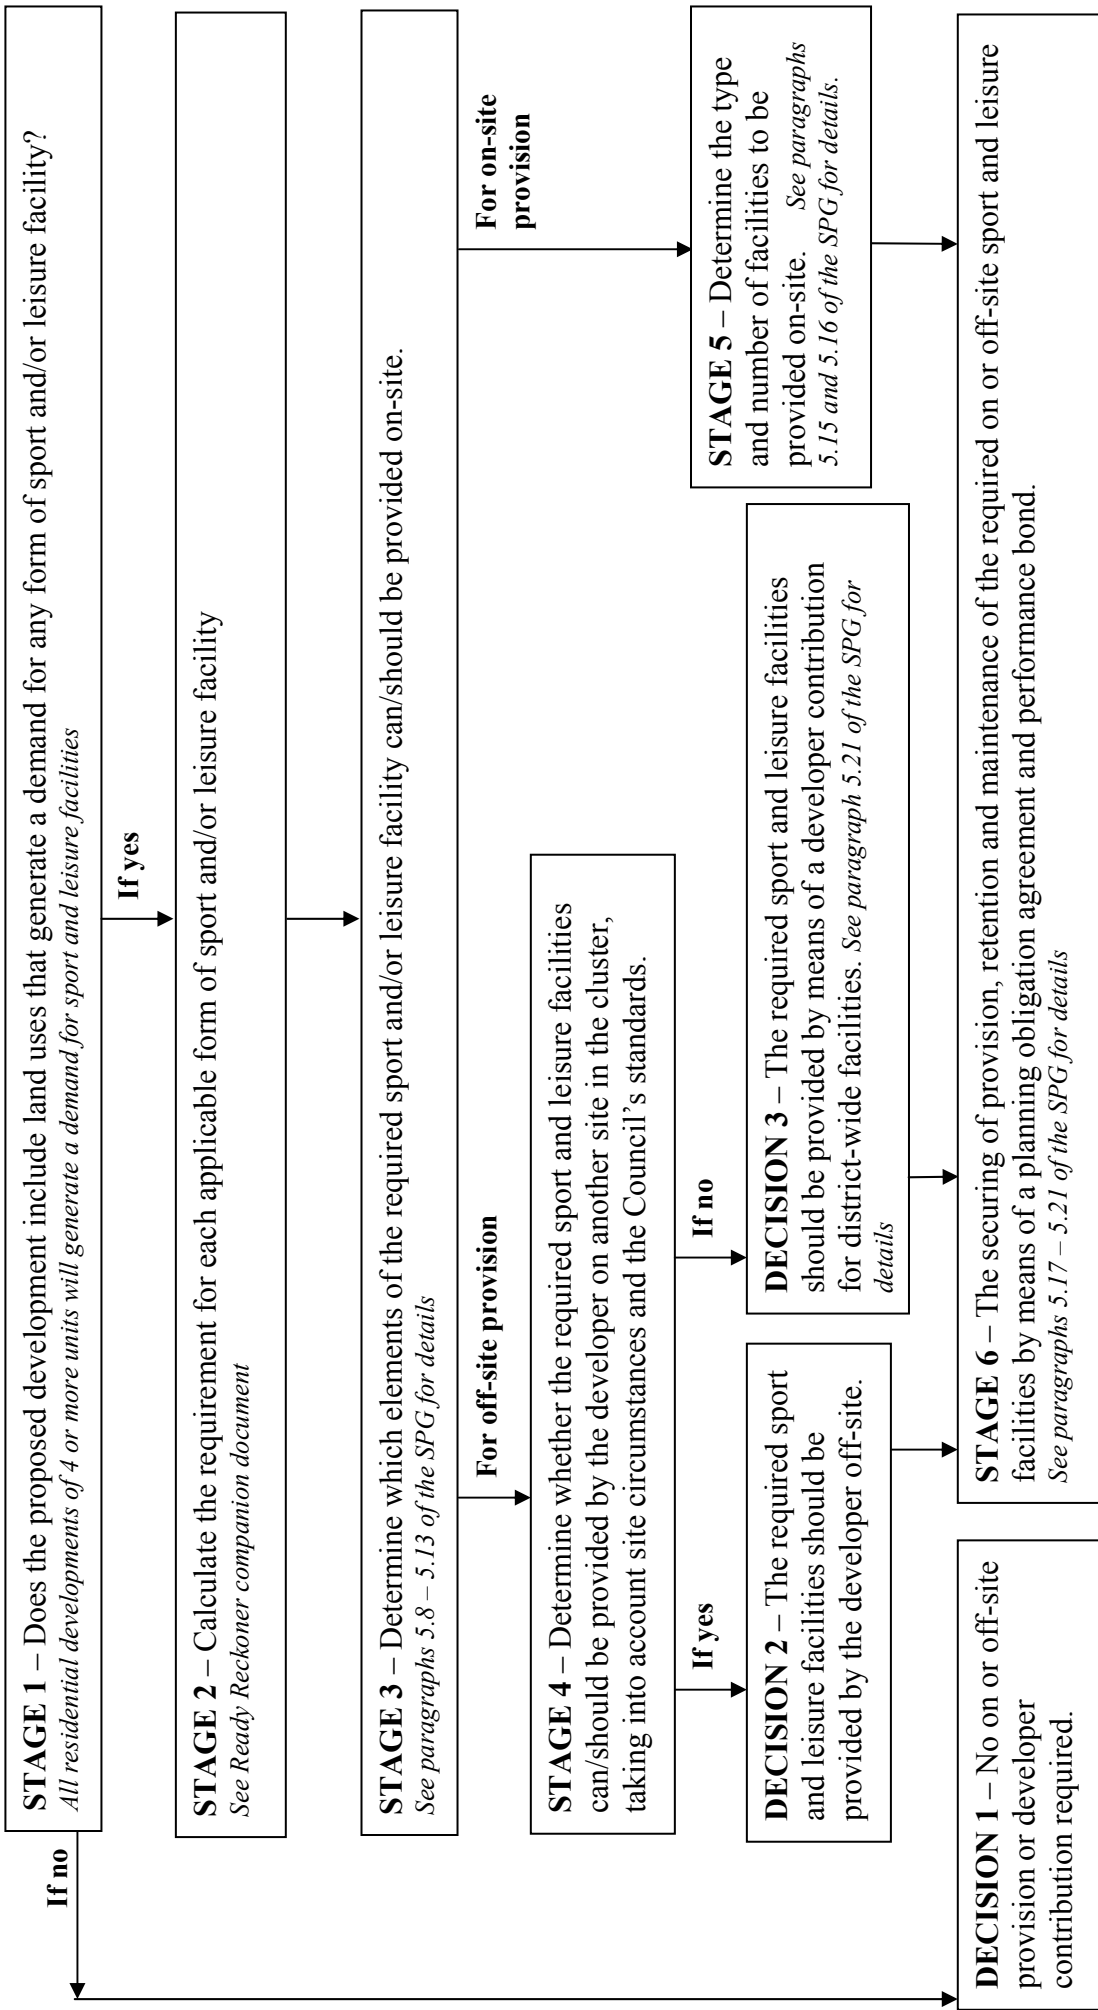 STAGE 1 – Does the proposed development include land uses that generate a demand for any form of sport and/or leisure facility?
All residential developments of 4 or more units will generate a demand for sport and leisure facilities
If no
If yes
STAGE 2 – Calculate the requirement for each applicable form of sport and/or leisure facility
See Ready Reckoner companion document
STAGE 3 – Determine which elements of the required sport and/or leisure facility can/should be provided on-site.
See paragraphs 5.8 – 5.13 of the SPG for details
For off-site provision
For on-site
provision
STAGE 4 – Determine whether the required sport and leisure facilities
can/should be provided by the developer on another site in the cluster,
taking into account site circumstances and the Council’s standards.
If yes
If no
STAGE 5 – Determine the type
and number of facilities to be
provided on-site. See paragraphs
5.15 and 5.16 of the SPG for details.
DECISION 2 – The required sport
and leisure facilities should be
provided by the developer off-site.
DECISION 3 – The required sport and leisure facilities
should be provided by means of a developer contribution
for district-wide facilities. See paragraph 5.21 of the SPG for
details
DECISION 1 – No on or off-site
provision or developer
contribution required.
STAGE 6 – The securing of provision, retention and maintenance of the required on or off-site sport and leisure
facilities by means of a planning obligation agreement and performance bond.
See paragraphs 5.17 – 5.21 of the SPG for details